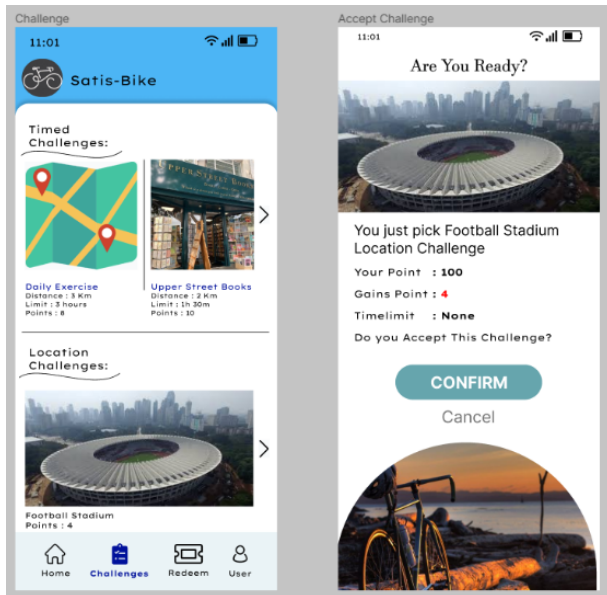 Challenge
11:01
Satis-Bike
Timed
Challenges:
UPPER STREET BOOKS
Daily Exercise
Distance : 3 Km
Limit : 3 hours
Points : 8
Upper Street Books
Distance : 2 Km
Limit : 1h 30m
Points : 10
Location
Challenges:
Football Stadium
Points : 4
Home
Challenges
Redeem
User
Accept Challenge
11:01
Are You Ready?
You just pick Football Stadium
Location Challenge
Your Point : 100
Gains Point : 4
Timelimit : None
Do you Accept This Challenge?
CONFIRM
Cancel